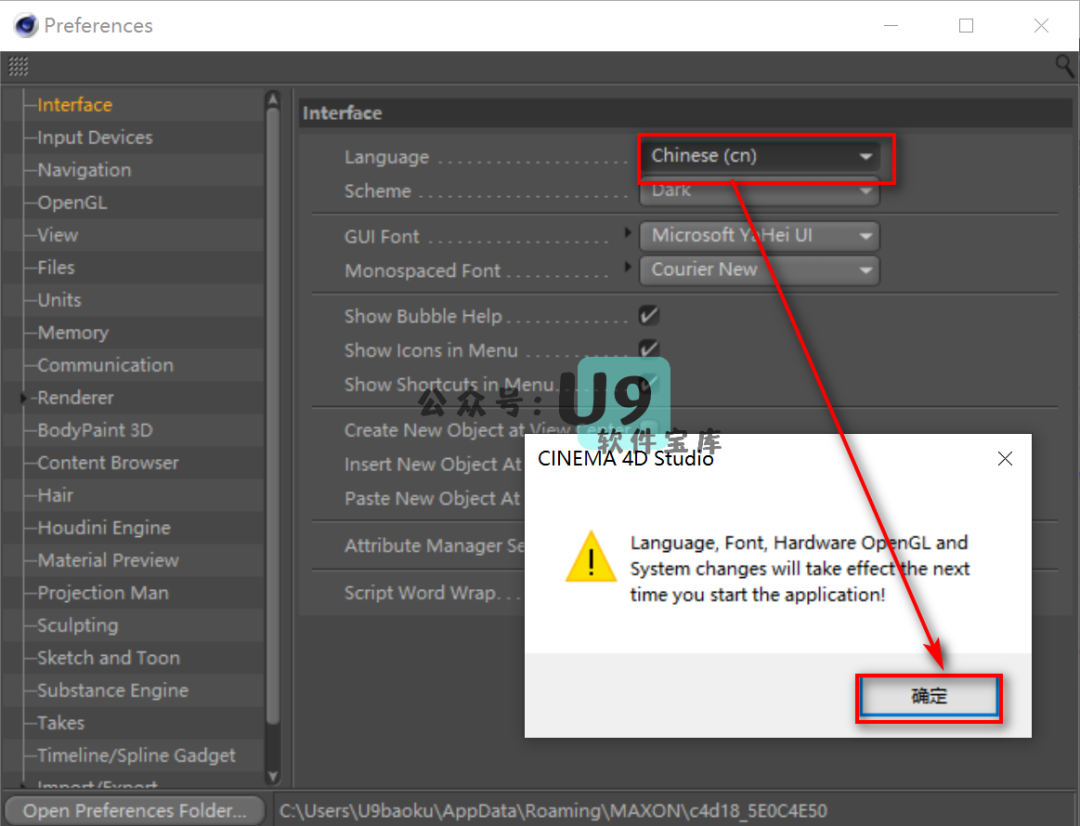 Preferences
Interface
Input Devices
Navigation
OpenGL
View
Files
Units
Memory
Communication
Renderer
BodyPaint 3D
Content Browser
Hair
Houdini Engine
Material Preview
Projection Man
Sculpting
Sketch and Toon
Substance Engine
Takes
Timeline/Spline Gadget
Import/Export
Interface
Language Chinese (cn)
Scheme Dark
GUI Font Microsoft YaHei UI
Monospaced Font Courier New
Show Bubble Help
Show Icons in Menu
Show Shortcuts in Menu
公众号:U9
软件宝库
Create New Object at View Center
Insert New Object At
Paste New Object At
Attribute Manager Se
Script Word Wrap
CINEMA 4D Studio
Language, Font, Hardware OpenGL and
System changes will take effect the next
time you start the application!
确定
Open Preferences Folder... C:\Users\U9baoku\AppData\Roaming\MAXON\c4d18_5E0C4E50